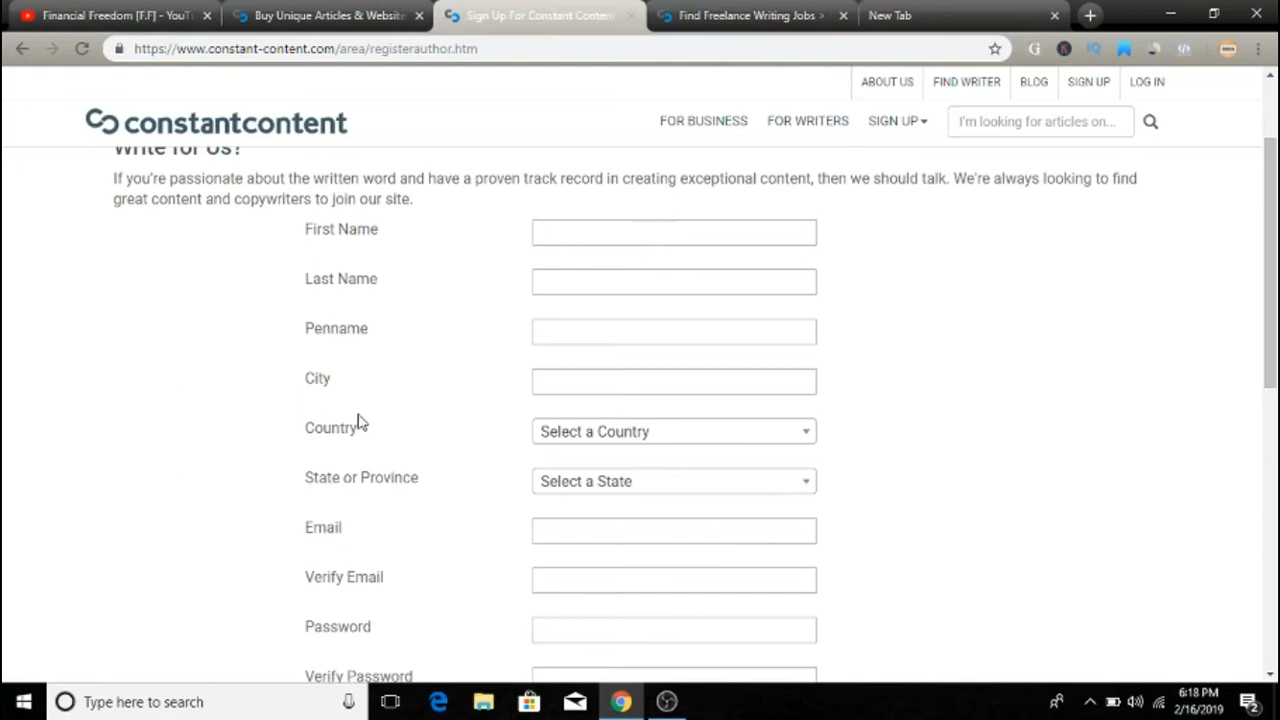 Financial Freedom [F.F] - YouT
Buy Unique Articles & Website
Sign Up For Constant Content
Find Freelance Writing Jobs >
New Tab
https://www.constant-content.com/area/registerauthor.htm
ABOUT US
FIND WRITER
BLOG
SIGN UP
LOG IN
constantcontent
FOR BUSINESS
FOR WRITERS
SIGN UP
I'm looking for articles on...
Write for Us?
If you're passionate about the written word and have a proven track record in creating exceptional content, then we should talk. We're always looking to find
great content and copywriters to join our site.
First Name
Last Name
Penname
City
Country
Select a Country
State or Province
Select a State
Email
Verify Email
Password
Verify Password
Type here to search
6:18 PM
2/16/2019
2